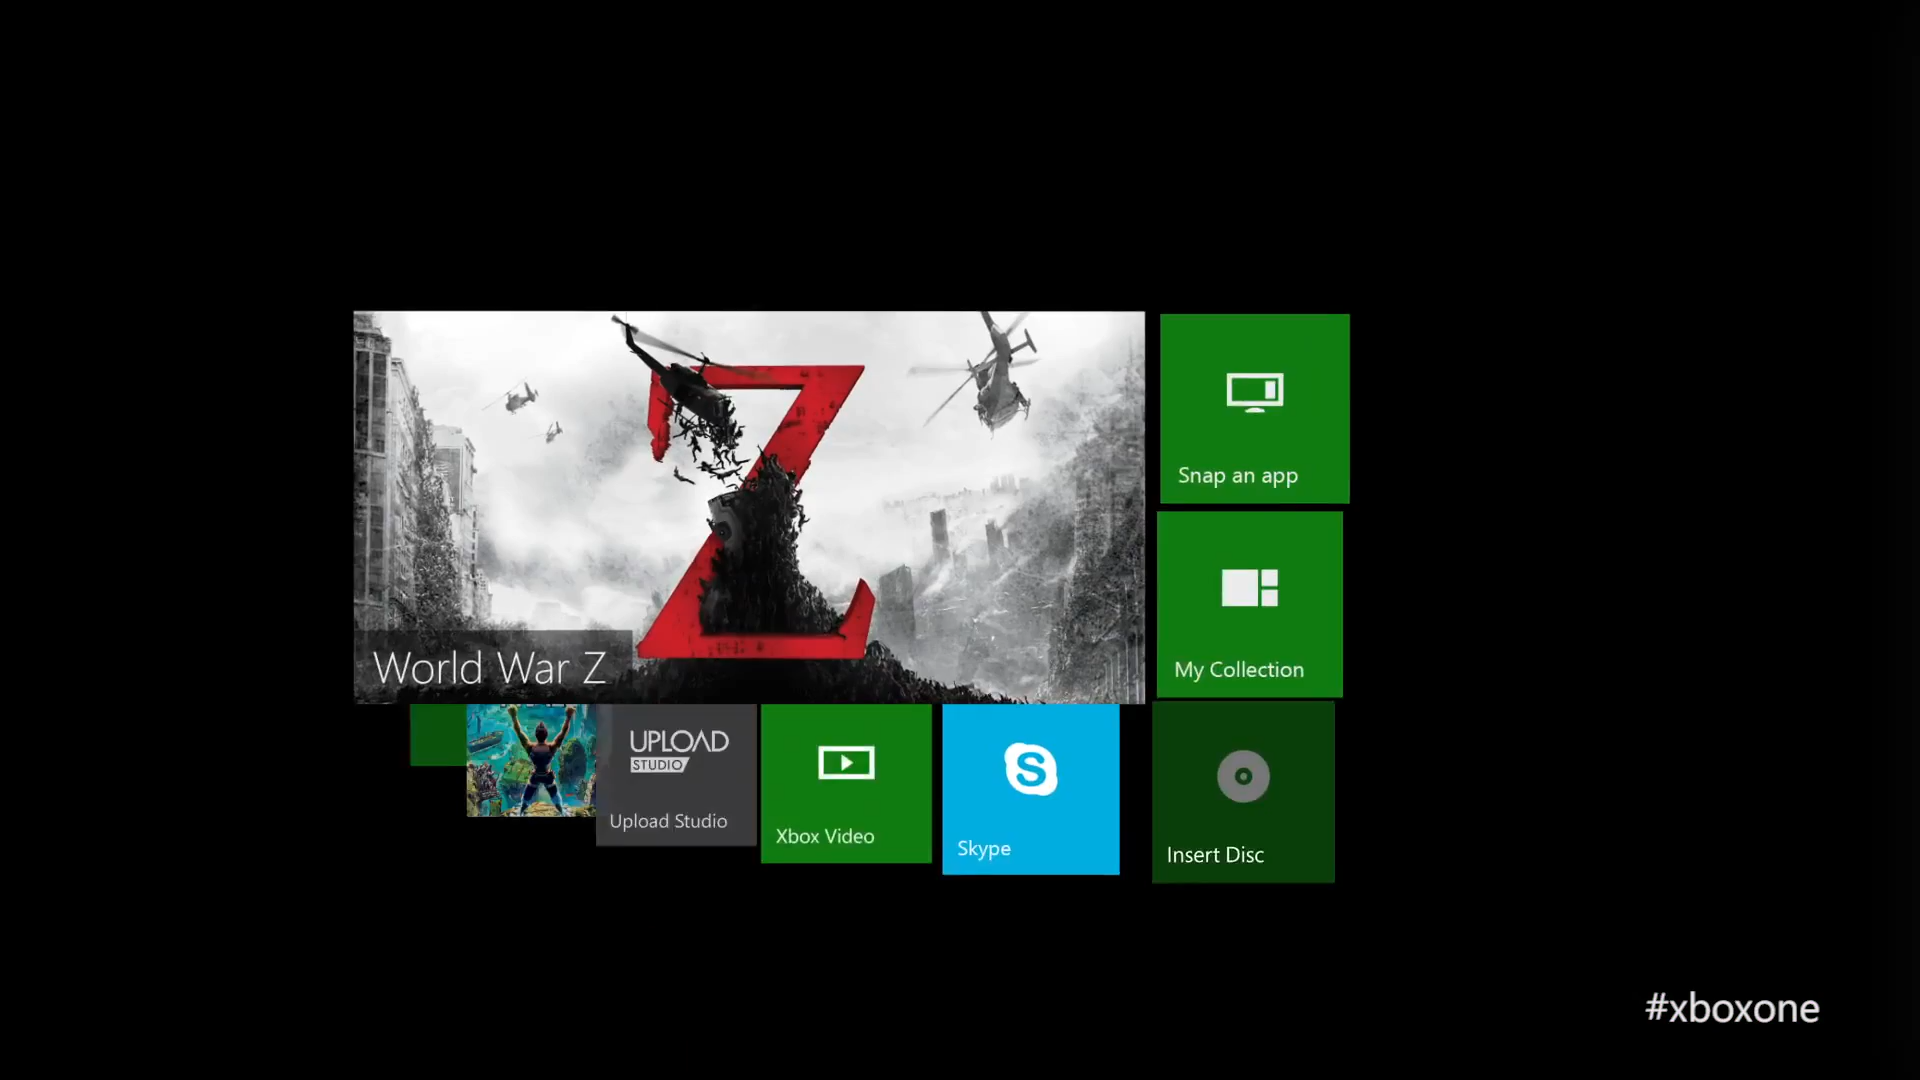 Snap an app
World War Z
My Collection
UPLOAD
STUDIO
Upload Studio
Xbox Video
Skype
Insert Disc
#xboxone